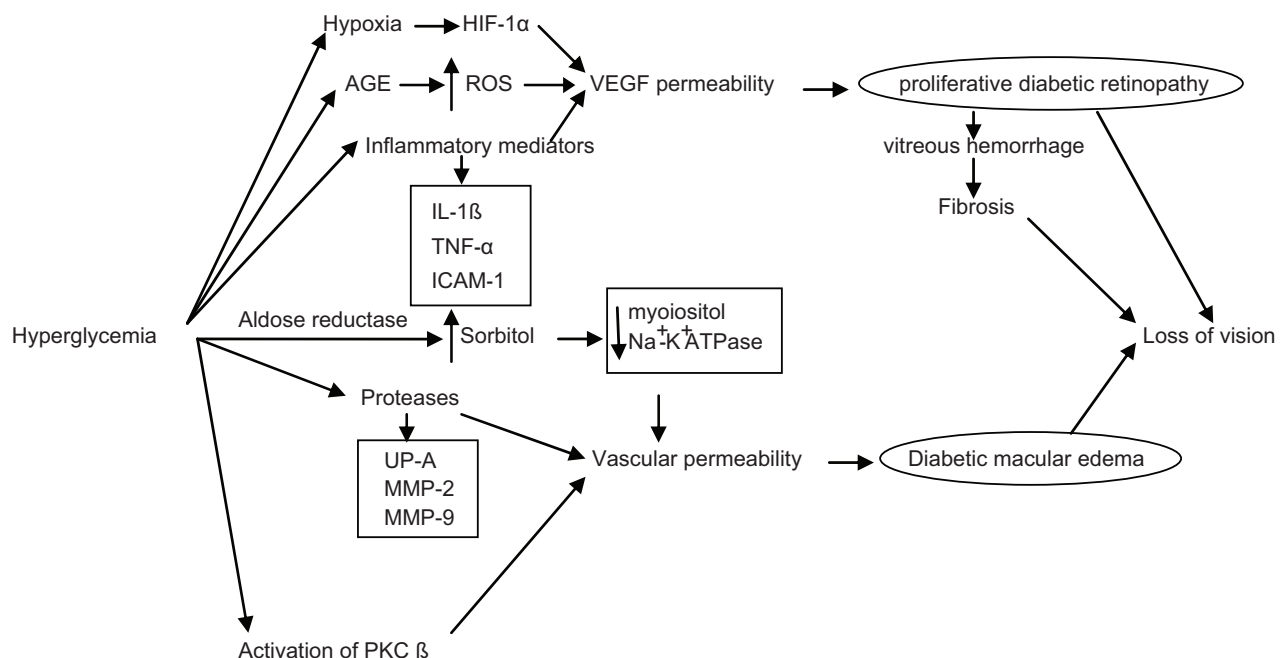 Hypoxia
HIF-1α
AGE
ROS
VEGF permeability
proliferative diabetic retinopathy
Inflammatory mediators
vitreous hemorrhage
IL-1ß
TNF-α
ICAM-1
Fibrosis
Hyperglycemia
Aldose reductase
Sorbitol
myoiositol
Na+-K+ATPase
Loss of vision
Proteases
UP-A
MMP-2
MMP-9
Vascular permeability
Diabetic macular edema
Activation of PKC ß